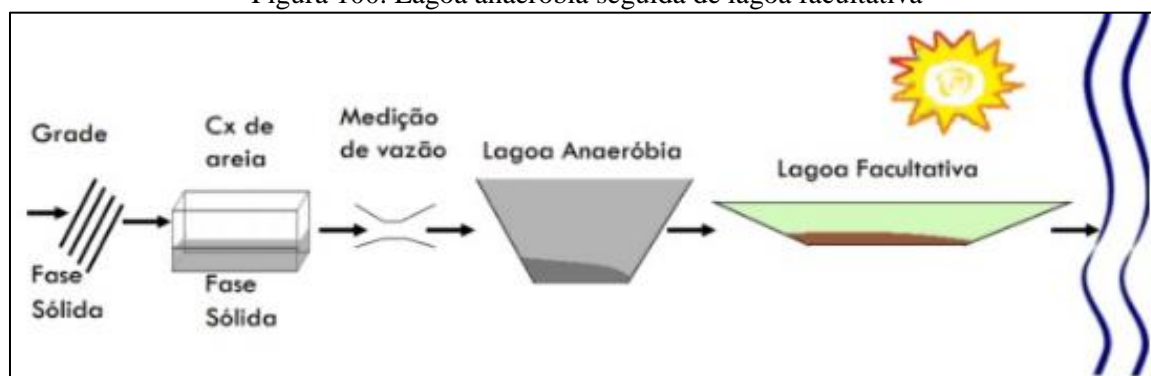 Figura 106. Lagoa anaeróbia seguida de lagoa facultativa
Grade
Cx de
areia
Medição
de vazão
Lagoa Anaeróbia
Lagoa Facultativa
Fase
Sólida
Fase
Sólida